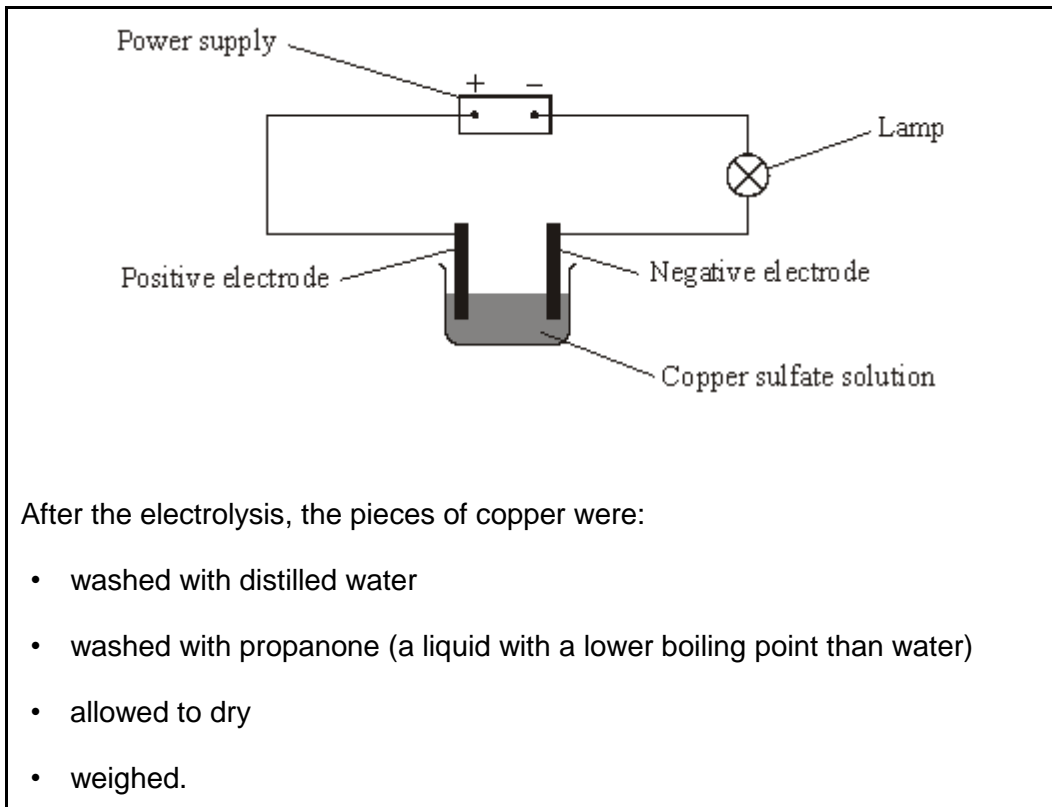 Power supply
+ −
Lamp
Positive electrode
Negative electrode
Copper sulfate solution
After the electrolysis, the pieces of copper were:
• washed with distilled water
• washed with propanone (a liquid with a lower boiling point than water)
• allowed to dry
• weighed.